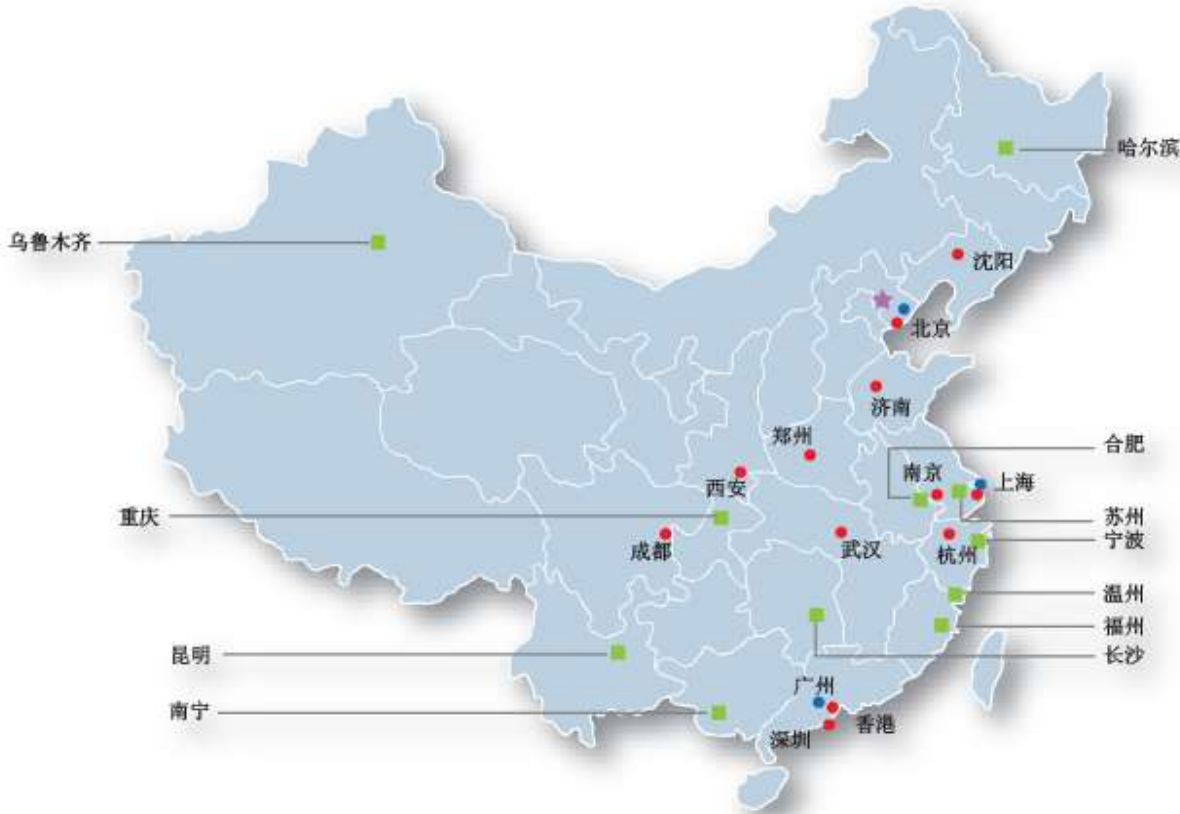 哈尔滨
乌鲁木齐
沈阳
北京
济南
郑州
合肥
南京
上海
西安
重庆
苏州
宁波
成都
武汉
杭州
温州
福州
昆明
长沙
广州
南宁
香港
深圳